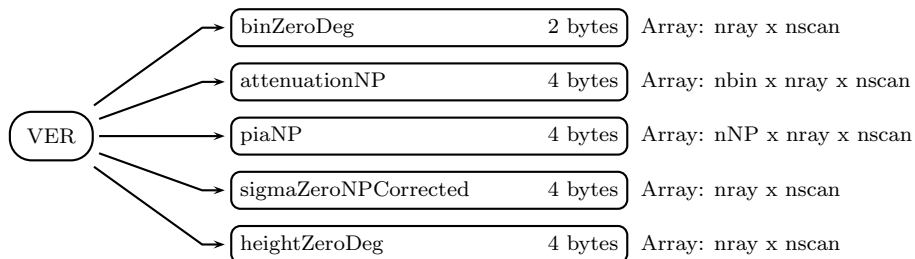 binZeroDeg 2 bytes Array: nray x nscan
attenuationNP 4 bytes Array: nbin x nray x nscan
VER piaNP 4 bytes Array: nNP x nray x nscan
sigmaZeroNPCorrected 4 bytes Array: nray x nscan
heightZeroDeg 4 bytes Array: nray x nscan